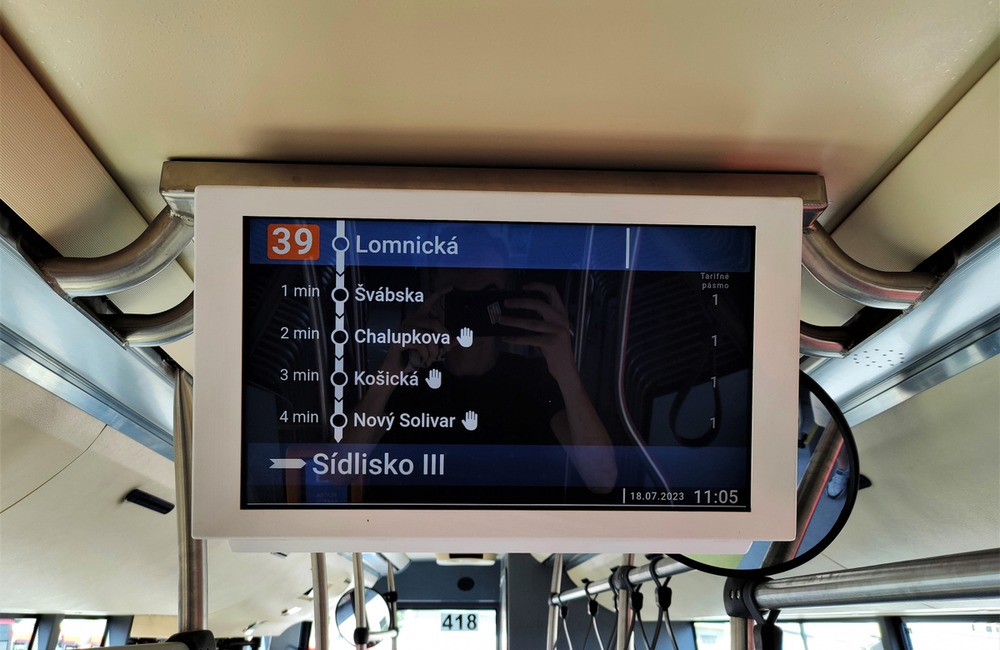 39 Lomnická
Tarifné
pásmo
1 min Švábska 1
2 min Chalupkova 1
3 min Košická 1
4 min Nový Solivar 1
Sídlisko III
18.07.2023 11:05
418